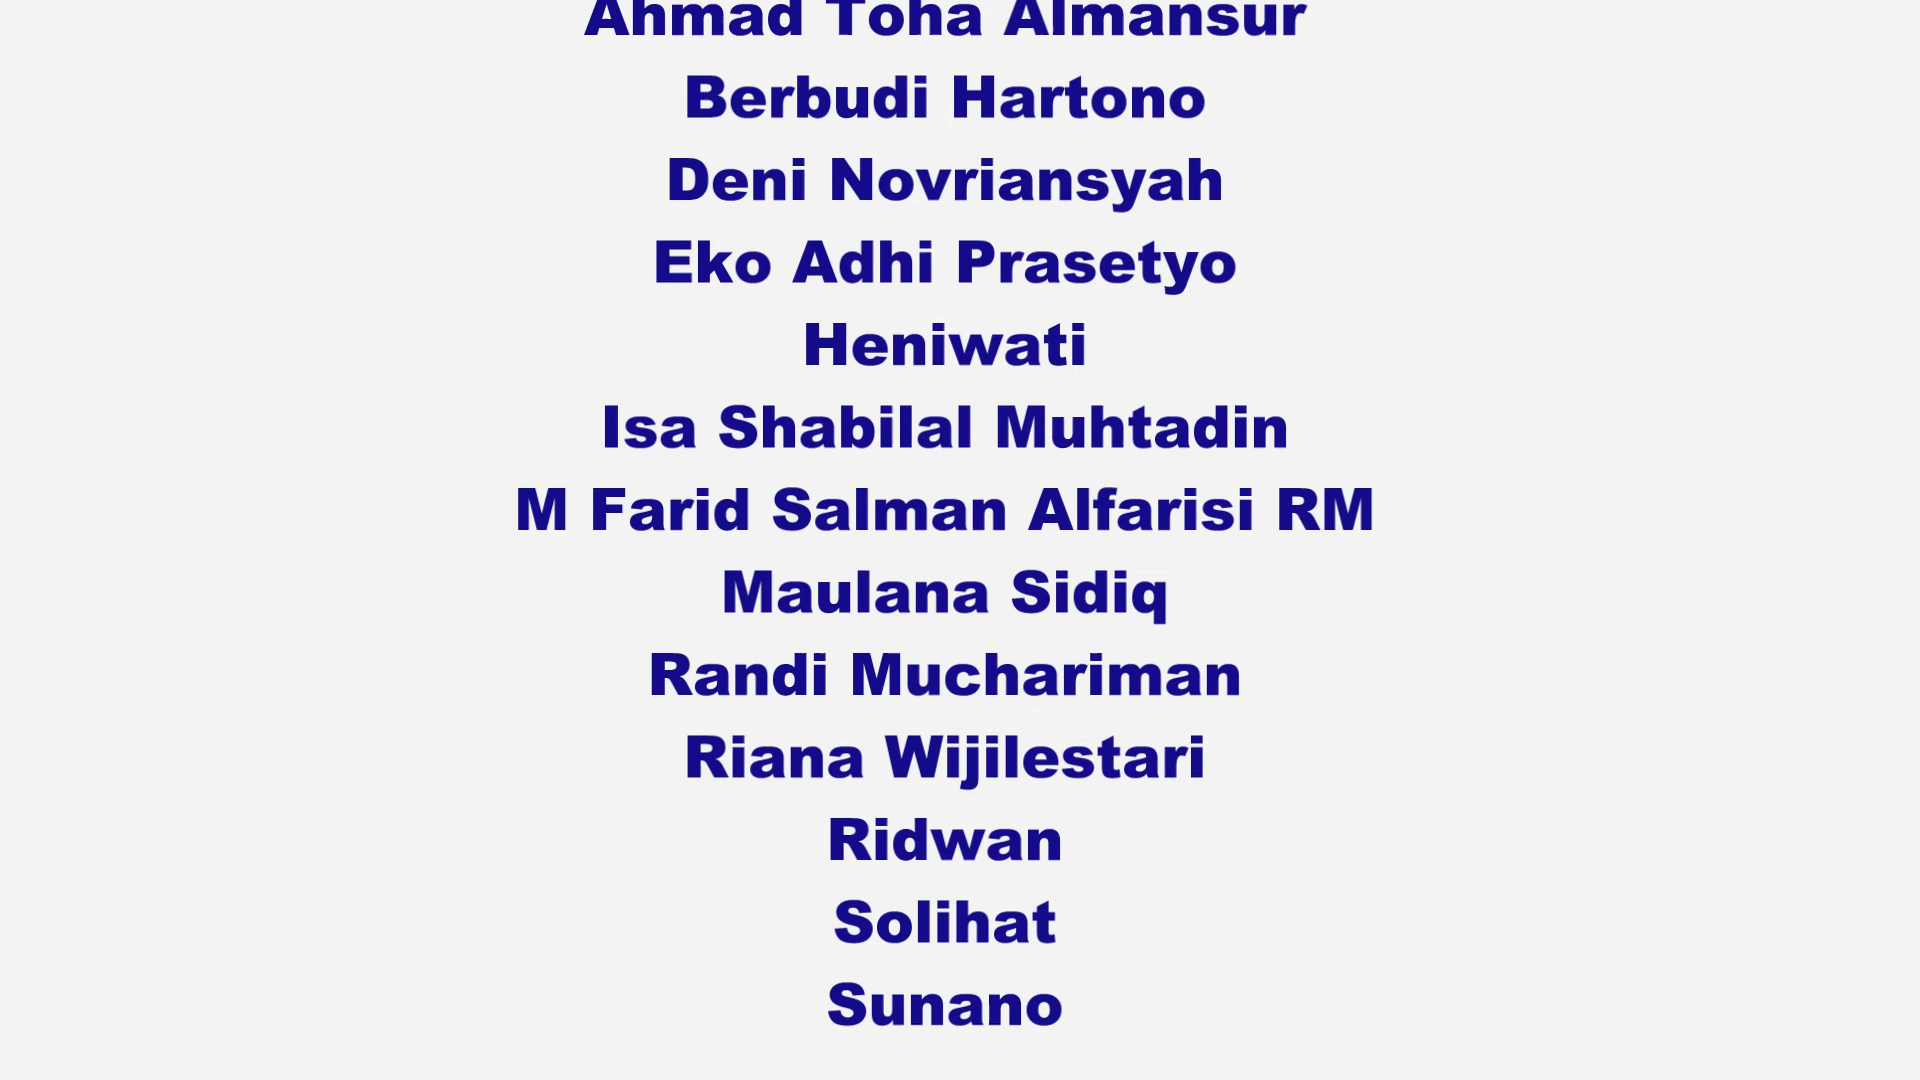 Ahmad Toha Almansur
Berbudi Hartono
Deni Novriansyah
Eko Adhi Prasetyo
Heniwati
Isa Shabilal Muhtadin
M Farid Salman Alfarisi RM
Maulana Sidiq
Randi Muchariman
Riana Wijilestari
Ridwan
Solihat
Sunano